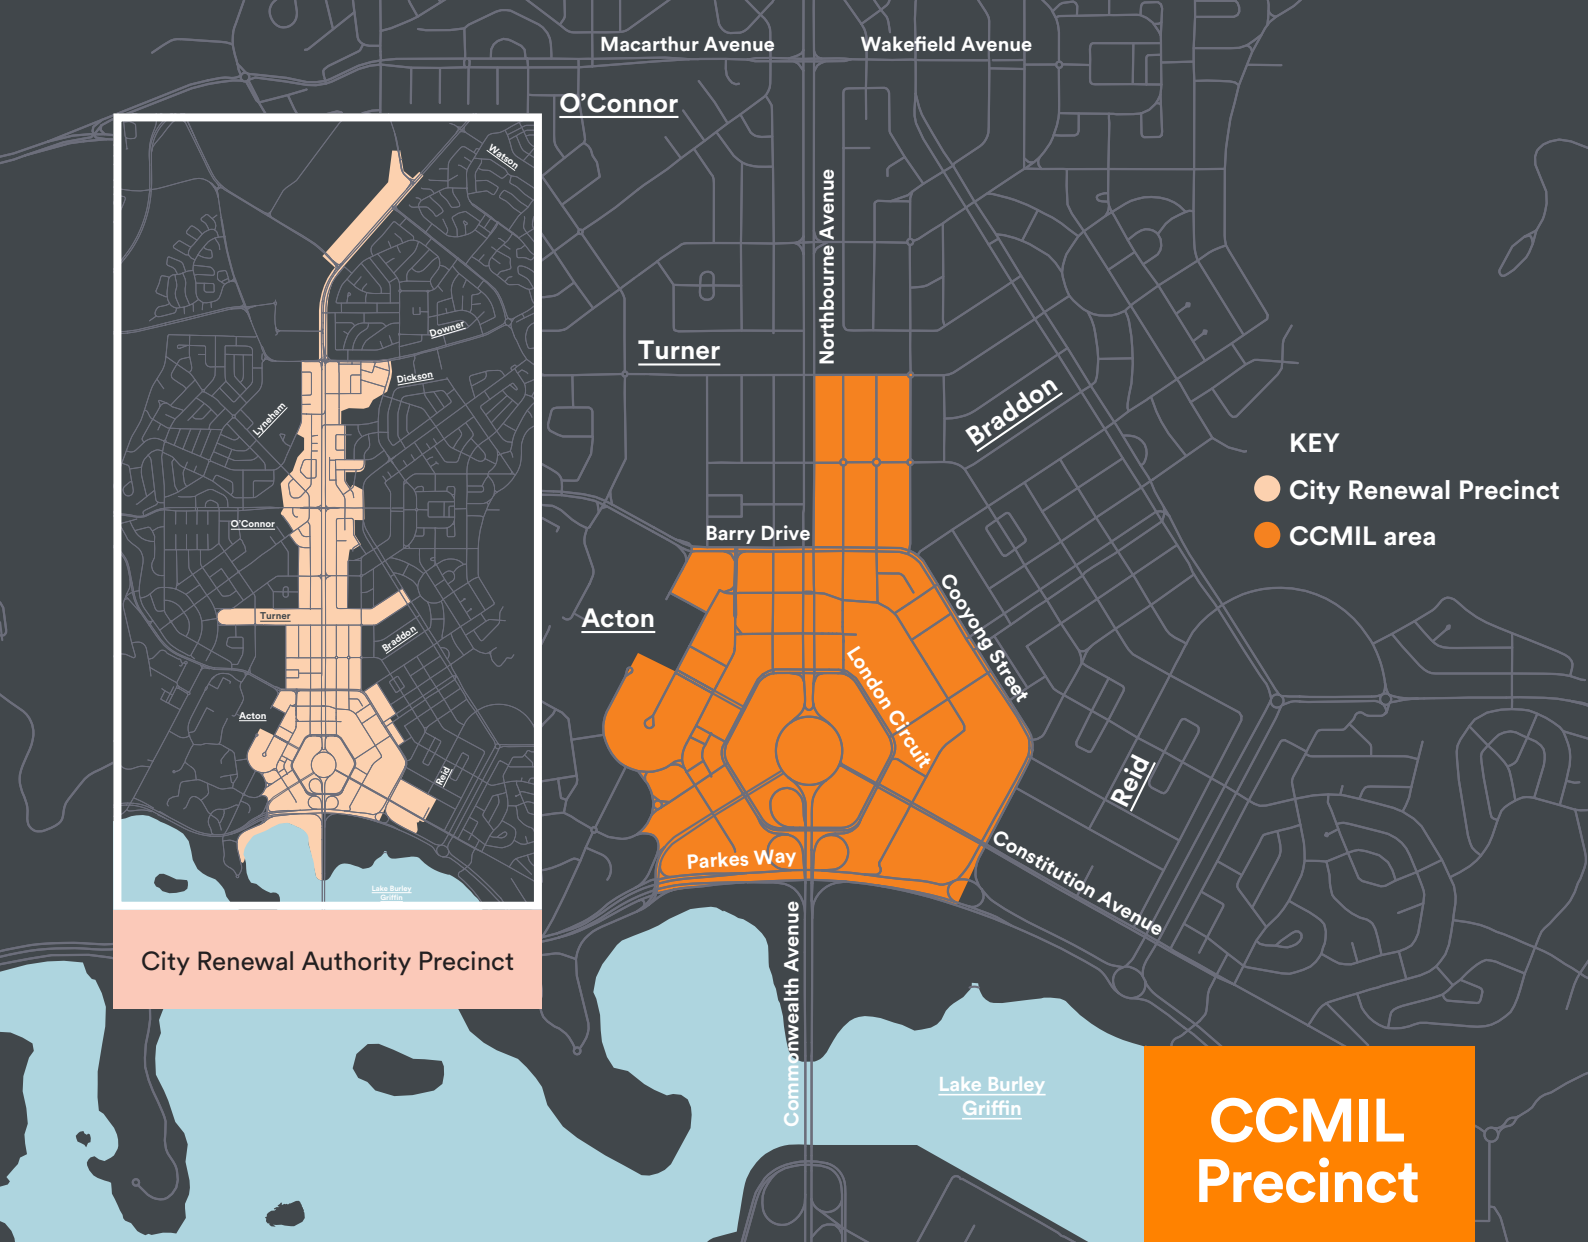 Macarthur Avenue
Wakefield Avenue
O'Connor
Northbourne Avenue
Turner
Braddon
KEY
City Renewal Precinct
CCMIL area
Barry Drive
Acton
Cooyong Street
London Circuit
Reid
Constitution Avenue
Parkes Way
Commonwealth Avenue
Lake Burley
Griffin
Watson
Downer
Dickson
Lyneham
O'Connor
Turner
Braddon
Acton
Reid
Lake Burley
Griffin
City Renewal Authority Precinct
CCMIL
Precinct